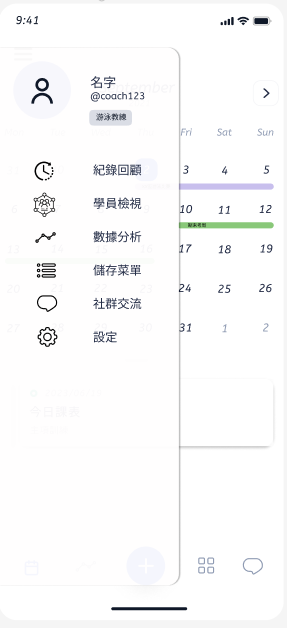 9:41
名字
@coach123
游泳教練
Fri Sat Sun
紀錄回顧
3 4 5
學員檢視
10 11 12
數據分析
17 18 19
儲存菜單
24 25 26
社群交流
設定
31 1 2